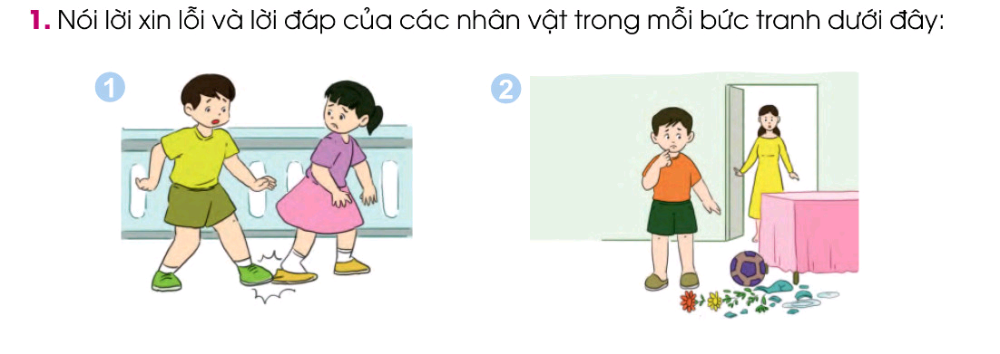 1. Nói lời xin lỗi và lời đáp của các nhân vật trong mỗi bức tranh dưới đây:
1
2